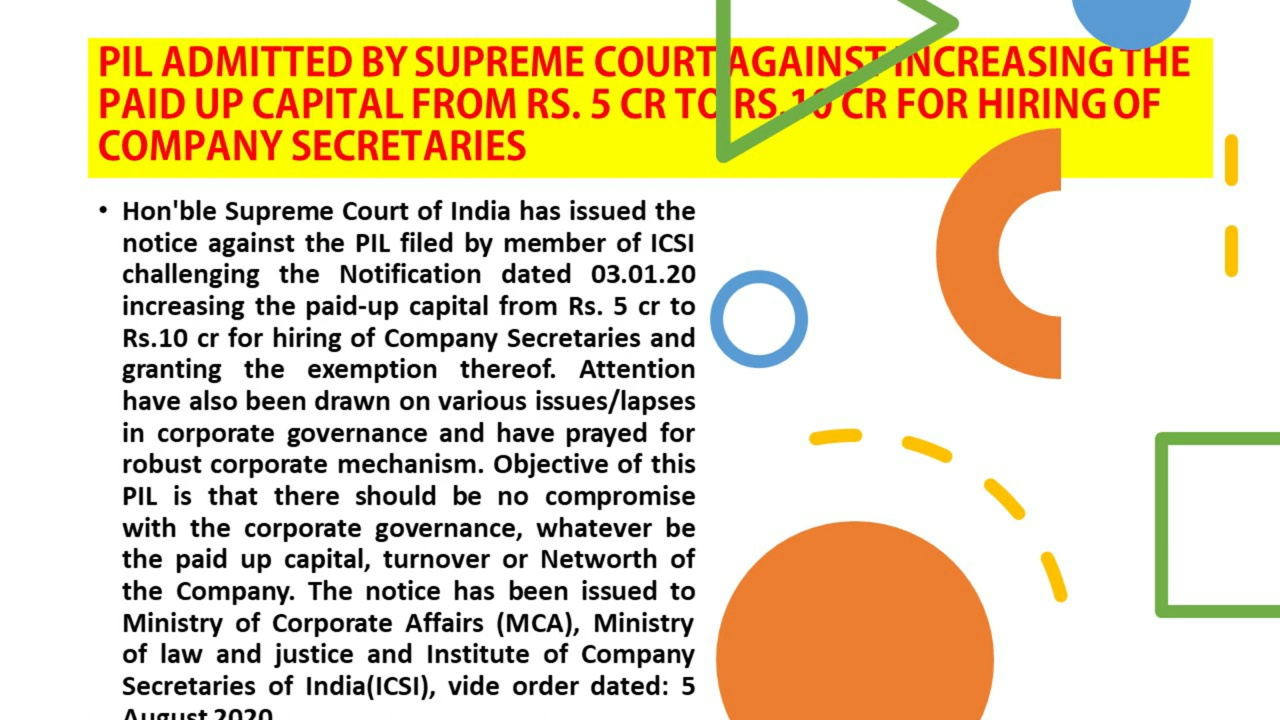 PIL ADMITTED BY SUPREME COURT AGAINST INCREASING THE
PAID UP CAPITAL FROM RS. 5 CR TO RS.10 CR FOR HIRING OF
COMPANY SECRETARIES
• Hon'ble Supreme Court of India has issued the
notice against the PIL filed by member of ICSI
challenging the Notification dated 03.01.20
increasing the paid-up capital from Rs. 5 cr to
Rs.10 cr for hiring of Company Secretaries and
granting the exemption thereof. Attention
have also been drawn on various issues/lapses
in corporate governance and have prayed for
robust corporate mechanism. Objective of this
PIL is that there should be no compromise
with the corporate governance, whatever be
the paid up capital, turnover or Networth of
the Company. The notice has been issued to
Ministry of Corporate Affairs (MCA), Ministry
of law and justice and Institute of Company
Secretaries of India(ICSI), vide order dated: 5
August 2020